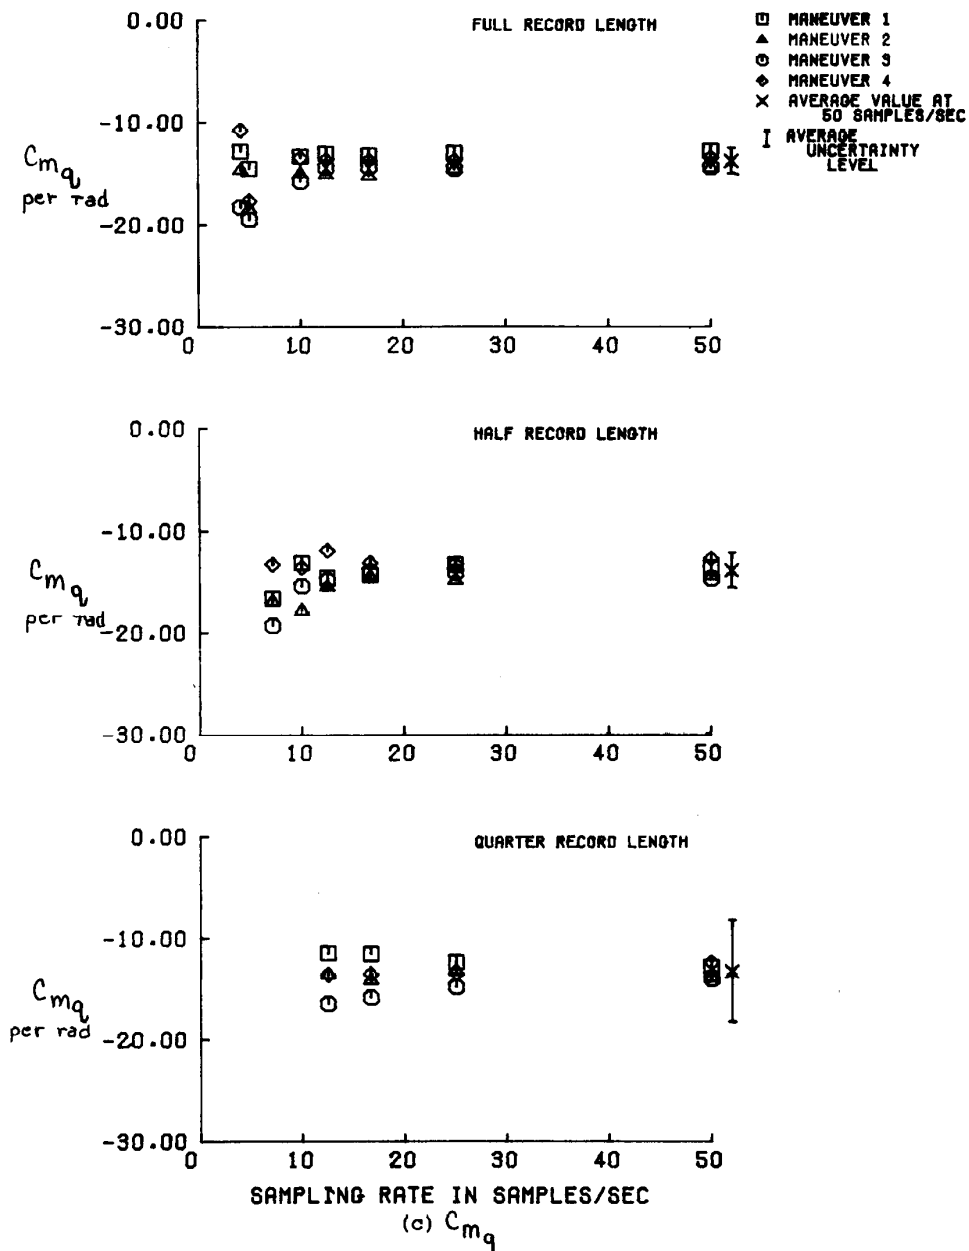 FULL RECORD LENGTH
MANEUVER 1
MANEUVER 2
MANEUVER 3
MANEUVER 4
AVERAGE VALUE AT
50 SAMPLES/SEC
AVERAGE
UNCERTAINTY
LEVEL
0.00
-10.00
Cmq
per rad
-20.00
-30.00
0 10 20 30 40 50
HALF RECORD LENGTH
0.00
-10.00
Cmq
per rad
-20.00
-30.00
0 10 20 30 40 50
QUARTER RECORD LENGTH
0.00
-10.00
Cmq
per rad
-20.00
-30.00
0 10 20 30 40 50
SAMPLING RATE IN SAMPLES/SEC
(c) Cmq